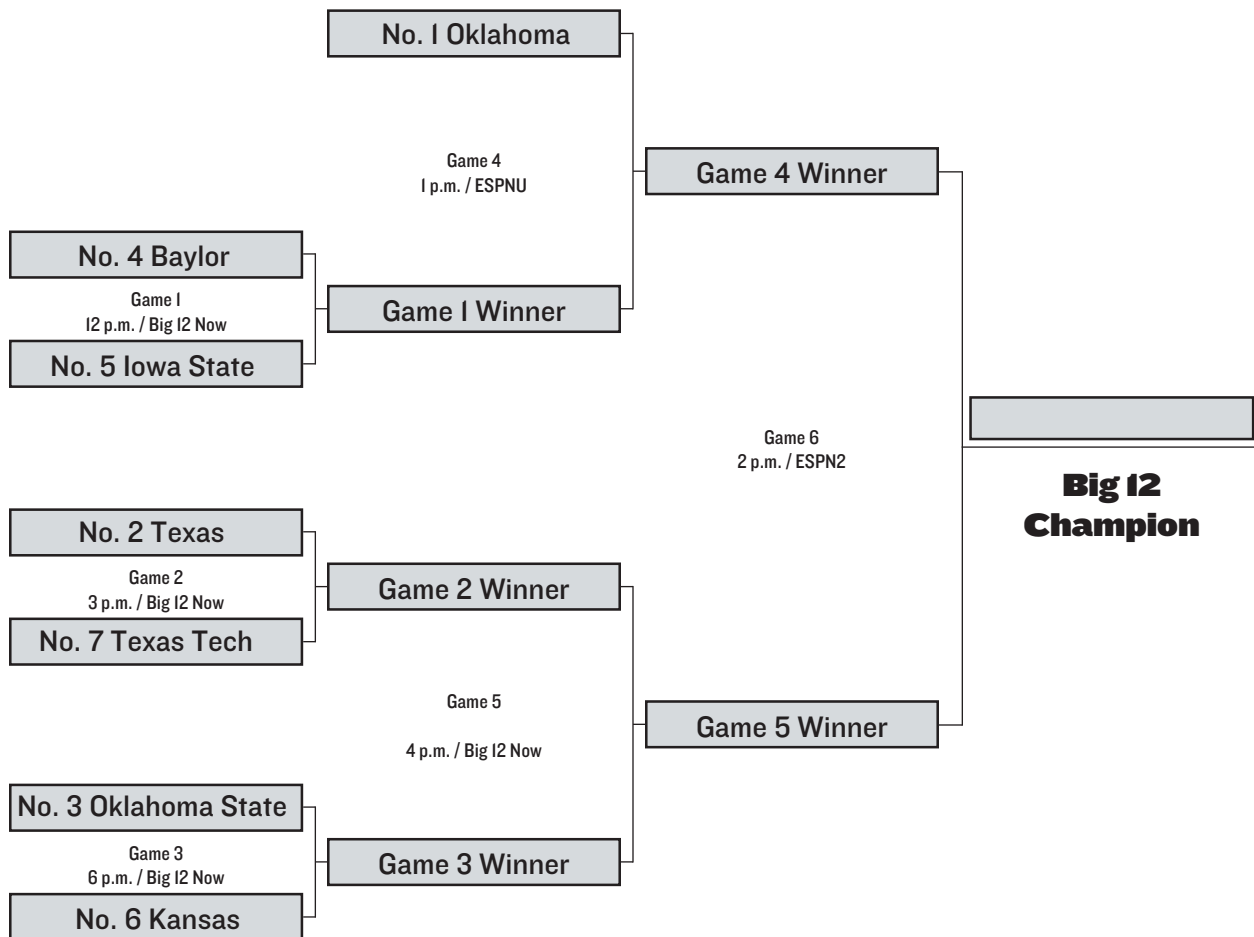 No. 1 Oklahoma
Game 4
1 p.m. / ESPNU
Game 4 Winner
No. 4 Baylor
Game 1
12 p.m. / Big 12 Now
Game 1 Winner
No. 5 Iowa State
Game 6
2 p.m. / ESPN2
Big 12
Champion
No. 2 Texas
Game 2
3 p.m. / Big 12 Now
Game 2 Winner
No. 7 Texas Tech
Game 5
4 p.m. / Big 12 Now
Game 5 Winner
No. 3 Oklahoma State
Game 3
6 p.m. / Big 12 Now
Game 3 Winner
No. 6 Kansas